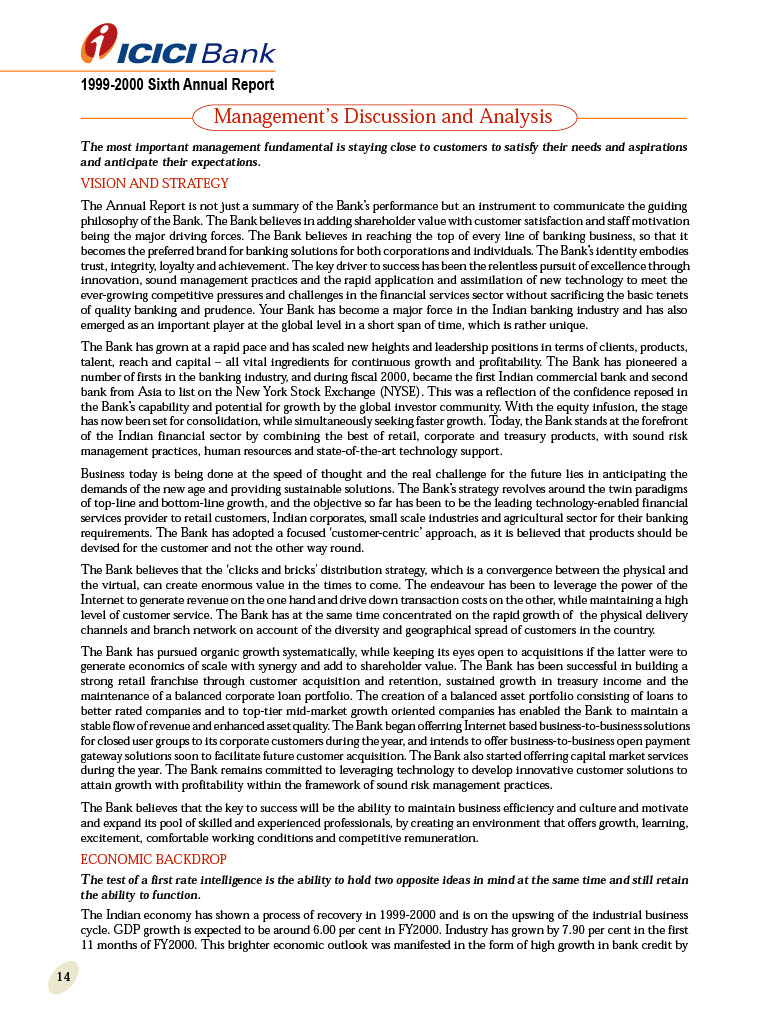 ICICI Bank
1999-2000 Sixth Annual Report
Management's Discussion and Analysis
The most important management fundamental is staying close to customers to satisfy their needs and aspirations
and anticipate their expectations.
VISION AND STRATEGY
The Annual Report is not just a summary of the Bank's performance but an instrument to communicate the guiding
philosophy of the Bank. The Bank believes in adding shareholder value with customer satisfaction and staff motivation
being the major driving forces. The Bank believes in reaching the top of every line of banking business, so that it
becomes the preferred brand for banking solutions for both corporations and individuals. The Bank's identity embodies
trust, integrity, loyalty and achievement. The key driver to success has been the relentless pursuit of excellence through
innovation, sound management practices and the rapid application and assimilation of new technology to meet the
ever-growing competitive pressures and challenges in the financial services sector without sacrificing the basic tenets
of quality banking and prudence. Your Bank has become a major force in the Indian banking industry and has also
emerged as an important player at the global level in a short span of time, which is rather unique.
The Bank has grown at a rapid pace and has scaled new heights and leadership positions in terms of clients, products,
talent, reach and capital – all vital ingredients for continuous growth and profitability. The Bank has pioneered a
number of firsts in the banking industry, and during fiscal 2000, became the first Indian commercial bank and second
bank from Asia to list on the New York Stock Exchange (NYSE). This was a reflection of the confidence reposed in
the Bank's capability and potential for growth by the global investor community. With the equity infusion, the stage
has now been set for consolidation, while simultaneously seeking faster growth. Today, the Bank stands at the forefront
of the Indian financial sector by combining the best of retail, corporate and treasury products, with sound risk
management practices, human resources and state-of-the-art technology support.
Business today is being done at the speed of thought and the real challenge for the future lies in anticipating the
demands of the new age and providing sustainable solutions. The Bank's strategy revolves around the twin paradigms
of top-line and bottom-line growth, and the objective so far has been to be the leading technology-enabled financial
services provider to retail customers, Indian corporates, small scale industries and agricultural sector for their banking
requirements. The Bank has adopted a focused 'customer-centric' approach, as it is believed that products should be
devised for the customer and not the other way round.
The Bank believes that the 'clicks and bricks' distribution strategy, which is a convergence between the physical and
the virtual, can create enormous value in the times to come. The endeavour has been to leverage the power of the
Internet to generate revenue on the one hand and drive down transaction costs on the other, while maintaining a high
level of customer service. The Bank has at the same time concentrated on the rapid growth of the physical delivery
channels and branch network on account of the diversity and geographical spread of customers in the country.
The Bank has pursued organic growth systematically, while keeping its eyes open to acquisitions if the latter were to
generate economics of scale with synergy and add to shareholder value. The Bank has been successful in building a
strong retail franchise through customer acquisition and retention, sustained growth in treasury income and the
maintenance of a balanced corporate loan portfolio. The creation of a balanced asset portfolio consisting of loans to
better rated companies and to top-tier mid-market growth oriented companies has enabled the Bank to maintain a
stable flow of revenue and enhanced asset quality. The Bank began offerring Internet based business-to-business solutions
for closed user groups to its corporate customers during the year, and intends to offer business-to-business open payment
gateway solutions soon to facilitate future customer acquisition. The Bank also started offerring capital market services
during the year. The Bank remains committed to leveraging technology to develop innovative customer solutions to
attain growth with profitability within the framework of sound risk management practices.
The Bank believes that the key to success will be the ability to maintain business efficiency and culture and motivate
and expand its pool of skilled and experienced professionals, by creating an environment that offers growth, learning,
excitement, comfortable working conditions and competitive remuneration.
ECONOMIC BACKDROP
The test of a first rate intelligence is the ability to hold two opposite ideas in mind at the same time and still retain
the ability to function.
The Indian economy has shown a process of recovery in 1999-2000 and is on the upswing of the industrial business
cycle. GDP growth is expected to be around 6.00 per cent in FY2000. Industry has grown by 7.90 per cent in the first
11 months of FY2000. This brighter economic outlook was manifested in the form of high growth in bank credit by
14